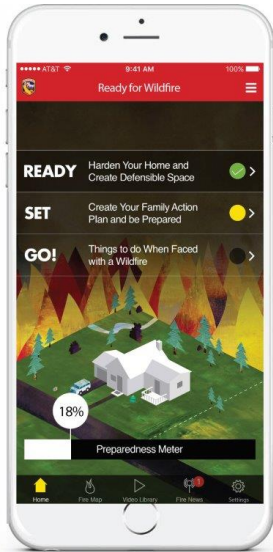 AT&T 9:41 AM 100%
Ready for Wildfire
READY Harden Your Home and
Create Defensible Space
SET Create Your Family Action
Plan and be Prepared
GO! Things to do When Faced
with a Wildfire
18%
Preparedness Meter
1
Home Fire Map Video Library Fire News Settings